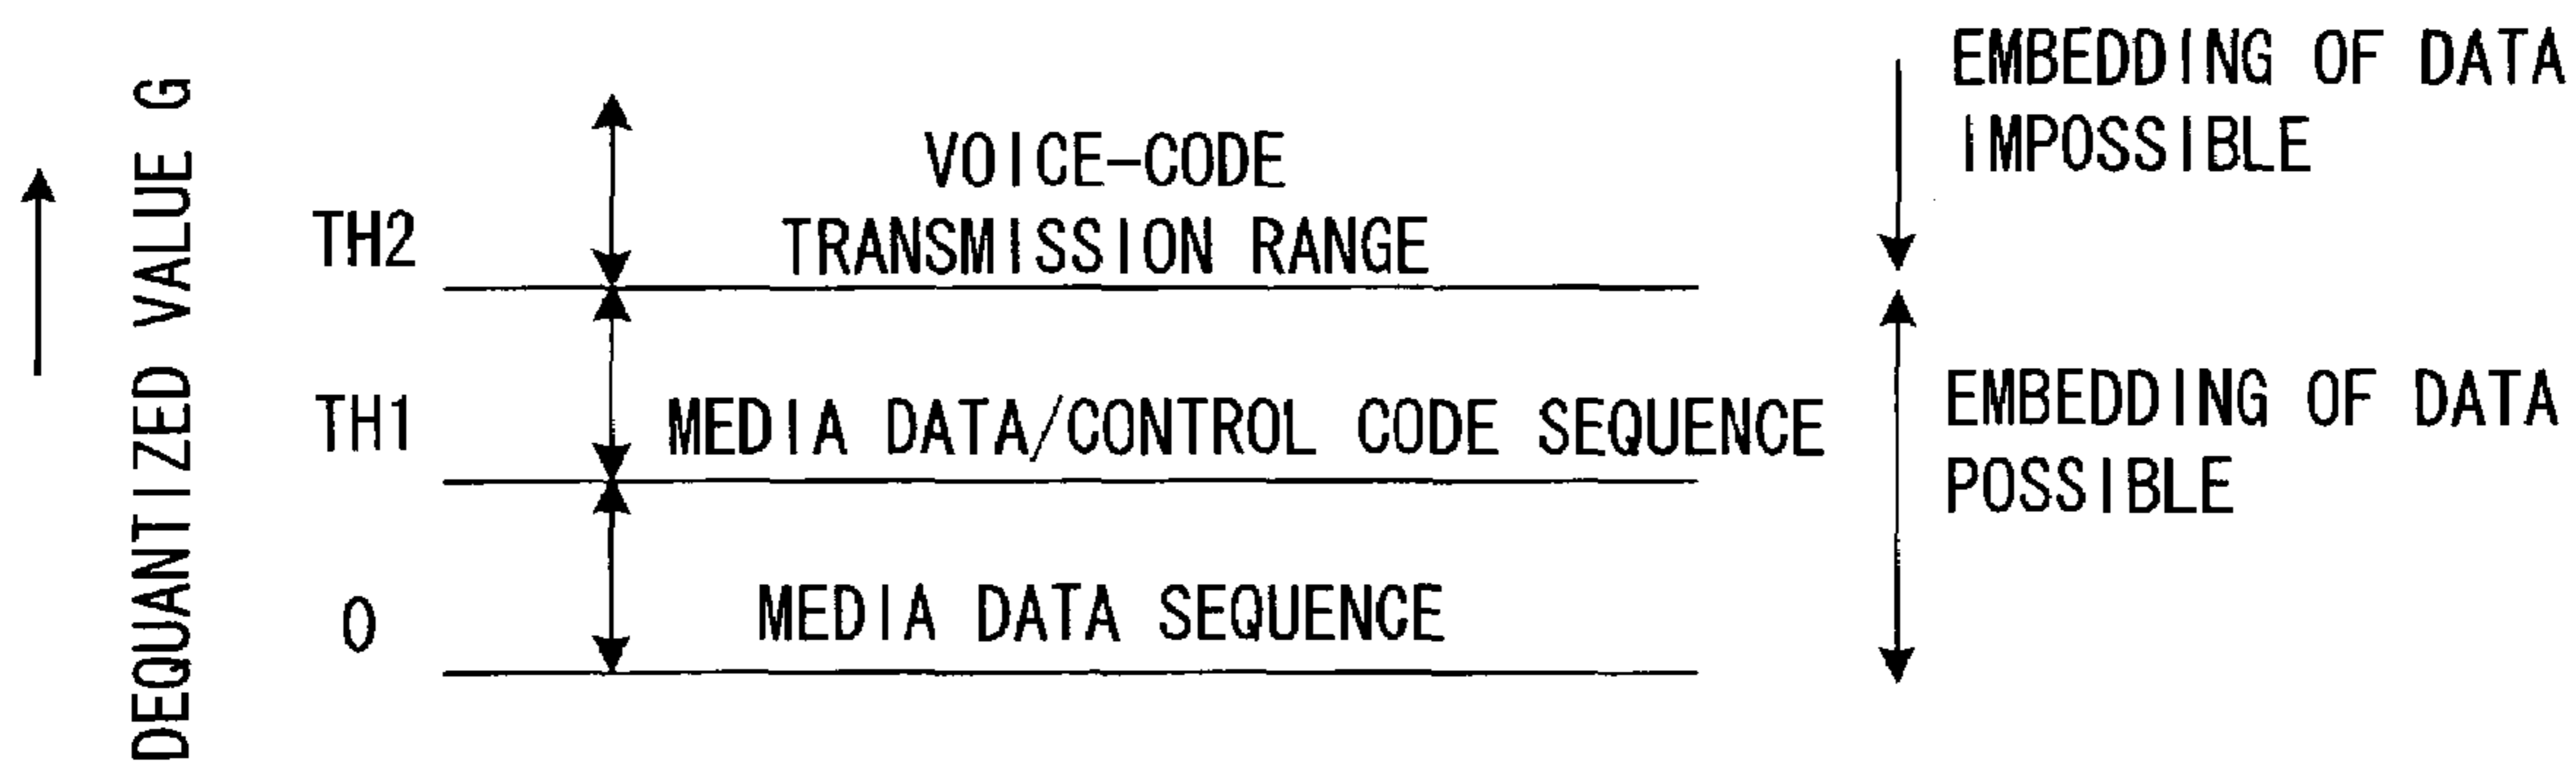 DEQUANTIZED VALUE G
TH2
TH1
0
VOICE-CODE
TRANSMISSION RANGE
MEDIA DATA/CONTROL CODE SEQUENCE
MEDIA DATA SEQUENCE
EMBEDDING OF DATA
IMPOSSIBLE
EMBEDDING OF DATA
POSSIBLE